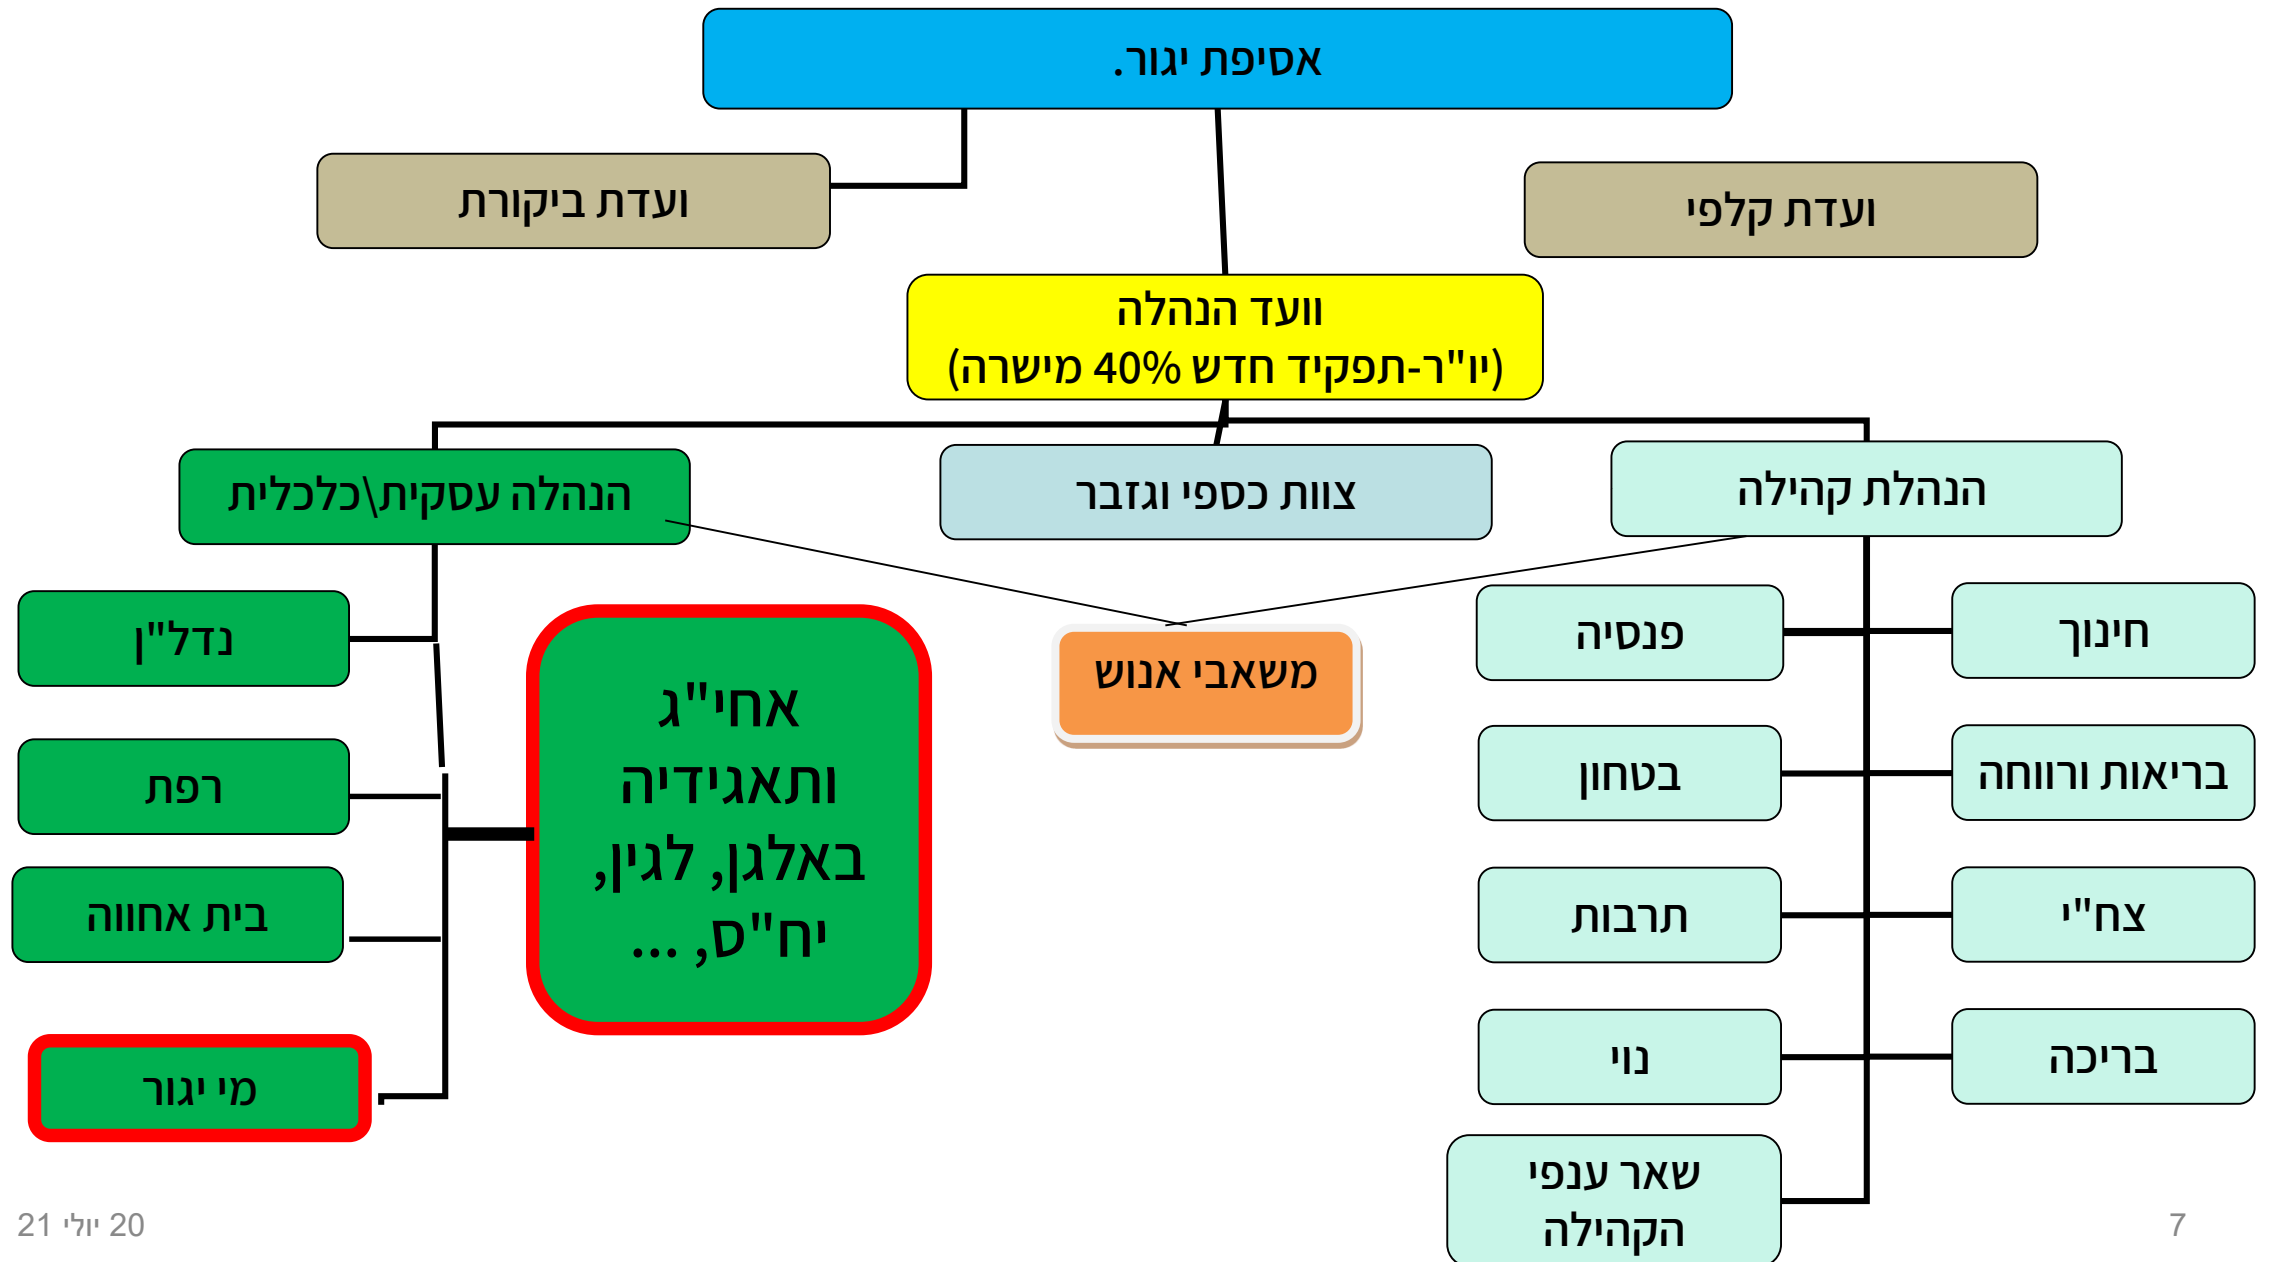 אסיפת יגור.
ועדת קלפי
ועדת ביקורת
וועד הנהלה
(יו"ר-תפקיד חדש 40% מישרה)
הנהלת קהילה
צוות כספי וגזבר
הנהלה עסקית\כלכלית
חינוך
פנסיה
בריאות ורווחה
בטחון
צח"י
תרבות
בריכה
נוי
שאר ענפי
הקהילה
משאבי אנוש
אחי"ג
ותאגידיה
באלגן, לגין,
יח"ס, ...
נדל"ן
רפת
בית אחווה
מי יגור
7
20 יולי 21